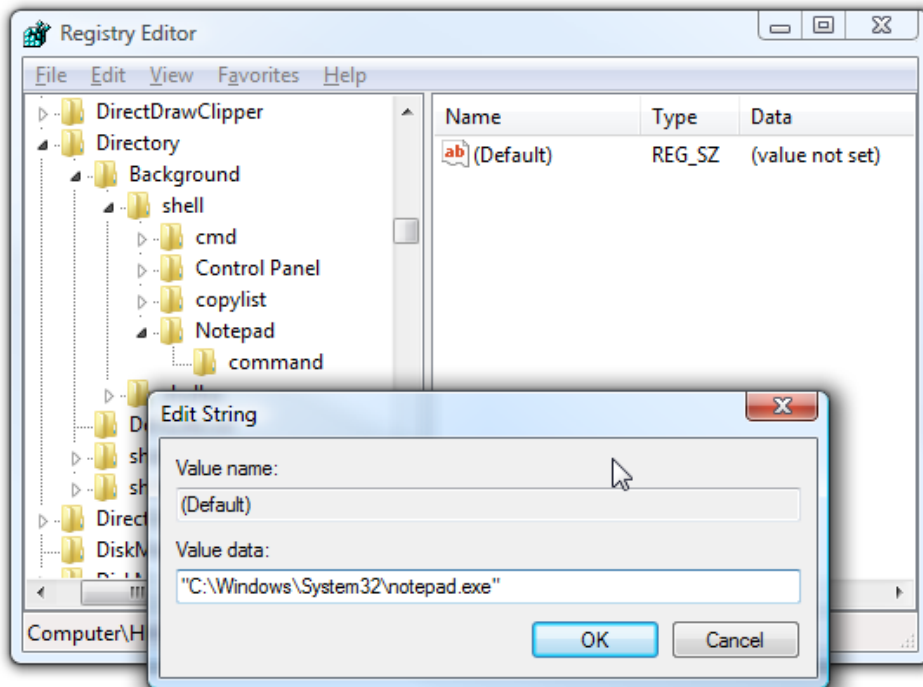 Registry Editor
File Edit View Favorites Help
DirectDrawClipper
Directory
Background
shell
cmd
Control Panel
copylist
Notepad
command
Name Type Data
(Default) REG_SZ (value not set)
Edit String
Value name:
(Default)
Value data:
"C:\Windows\System32\notepad.exe"
OK Cancel
Computer\H